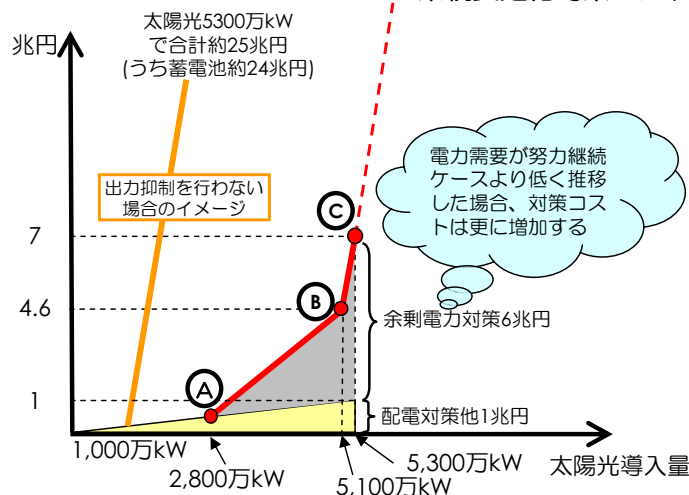 太陽光5300万kW
で合計約25兆円
(うち蓄電池約24兆円)
兆円
出力抑制を行わない
場合のイメージ
電力需要が努力継続
ケースより低く推移
した場合、対策コス
トは更に増加する
C
7
B
4.6
余剰電力対策6兆円
A
1
配電対策他1兆円
1,000万kW
2,800万kW
5,100万kW
5,300万kW
太陽光導入量